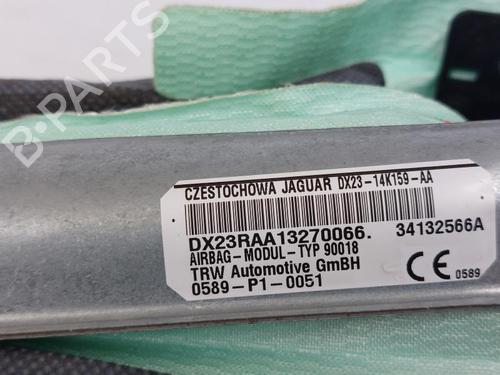 B-PARTS
CZESTOCHOWA JAGUAR DX23-14K159-AA
DX23RAA13270066. 34132566A
AIRBAG-MODUL-TYP 90018
TRW Automotive GmBH
0589-P1-0051
CE 0589